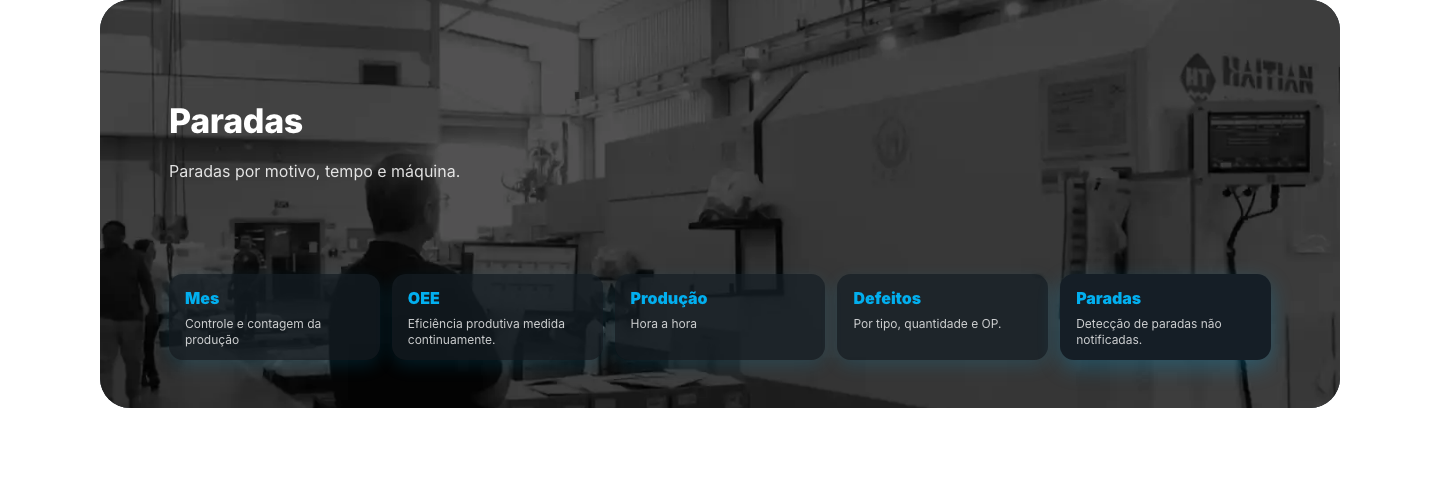 HT HAITIAN
Paradas
Paradas por motivo, tempo e máquina.
Mes
Controle e contagem da
produção
OEE
Eficiência produtiva medida
continuamente.
Produção
Hora a hora
Defeitos
Por tipo, quantidade e OP.
Paradas
Detecção de paradas não
notificadas.